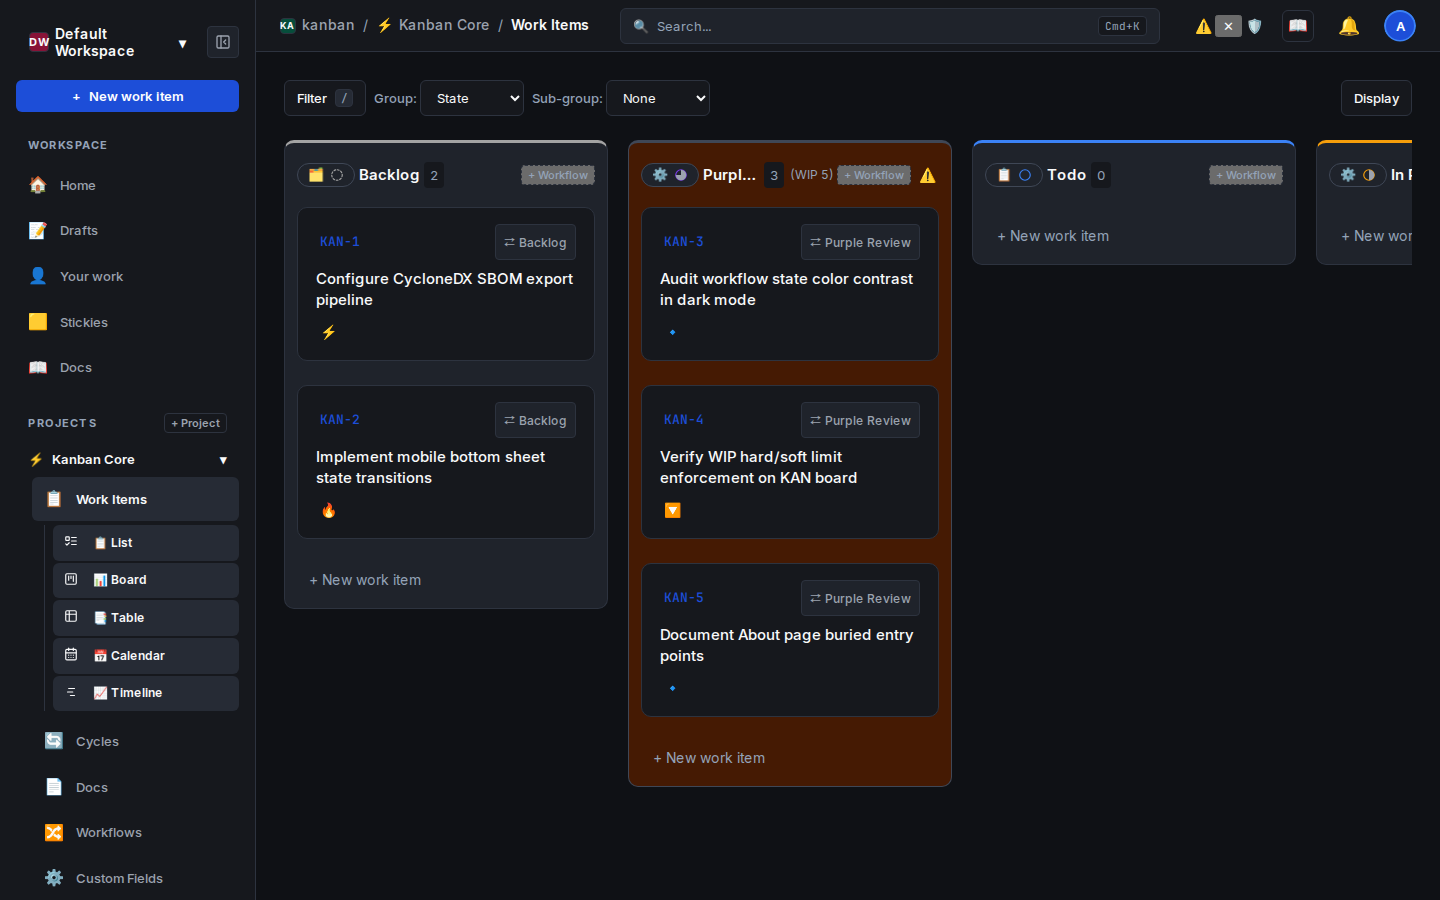 DW
Default Workspace
▼
+ New work item
WORKSPACE
Home
Drafts
Your work
Stickies
Docs
PROJECTS
+ Project
Kanban Core
▼
Work Items
List
Board
Table
Calendar
Timeline
Cycles
Docs
Workflows
Custom Fields
KA kanban / Kanban Core / Work Items
Search...
Cmd+K
✕
A
Filter /
Group:
State
Sub-group:
None
Display
Backlog
2
+ Workflow
KAN-1
Backlog
Configure CycloneDX SBOM export
pipeline
KAN-2
Backlog
Implement mobile bottom sheet
state transitions
+ New work item
Purpl...
3
(WIP 5)
+ Workflow
KAN-3
Purple Review
Audit workflow state color contrast
in dark mode
KAN-4
Purple Review
Verify WIP hard/soft limit
enforcement on KAN board
KAN-5
Purple Review
Document About page buried entry
points
+ New work item
Todo
0
+ Workflow
+ New work item
In
+ New